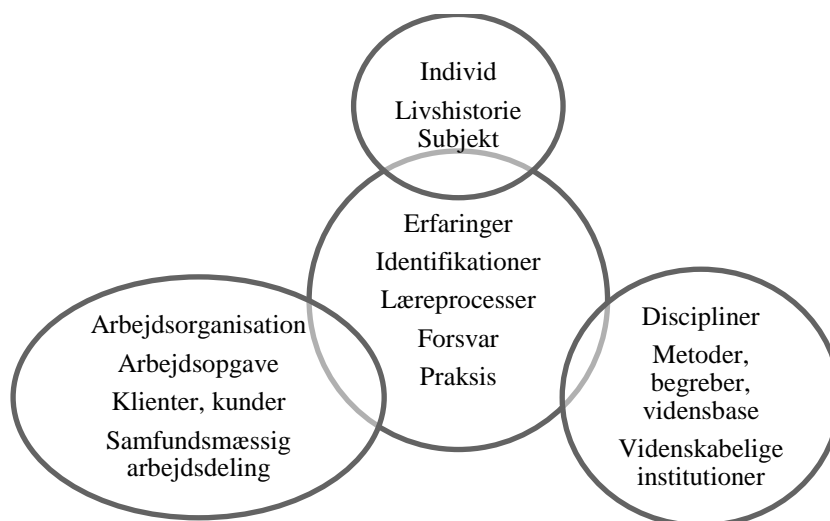 Individ
Livshistorie
Subjekt
Erfaringer
Identifikationer
Læreprocesser
Forsvar
Praksis
Arbejdsorganisation
Arbejdsopgave
Klienter, kunder
Samfundsmæssig
arbejdsdeling
Discipliner
Metoder,
begreber,
vidensbase
Videnskabelige
institutioner